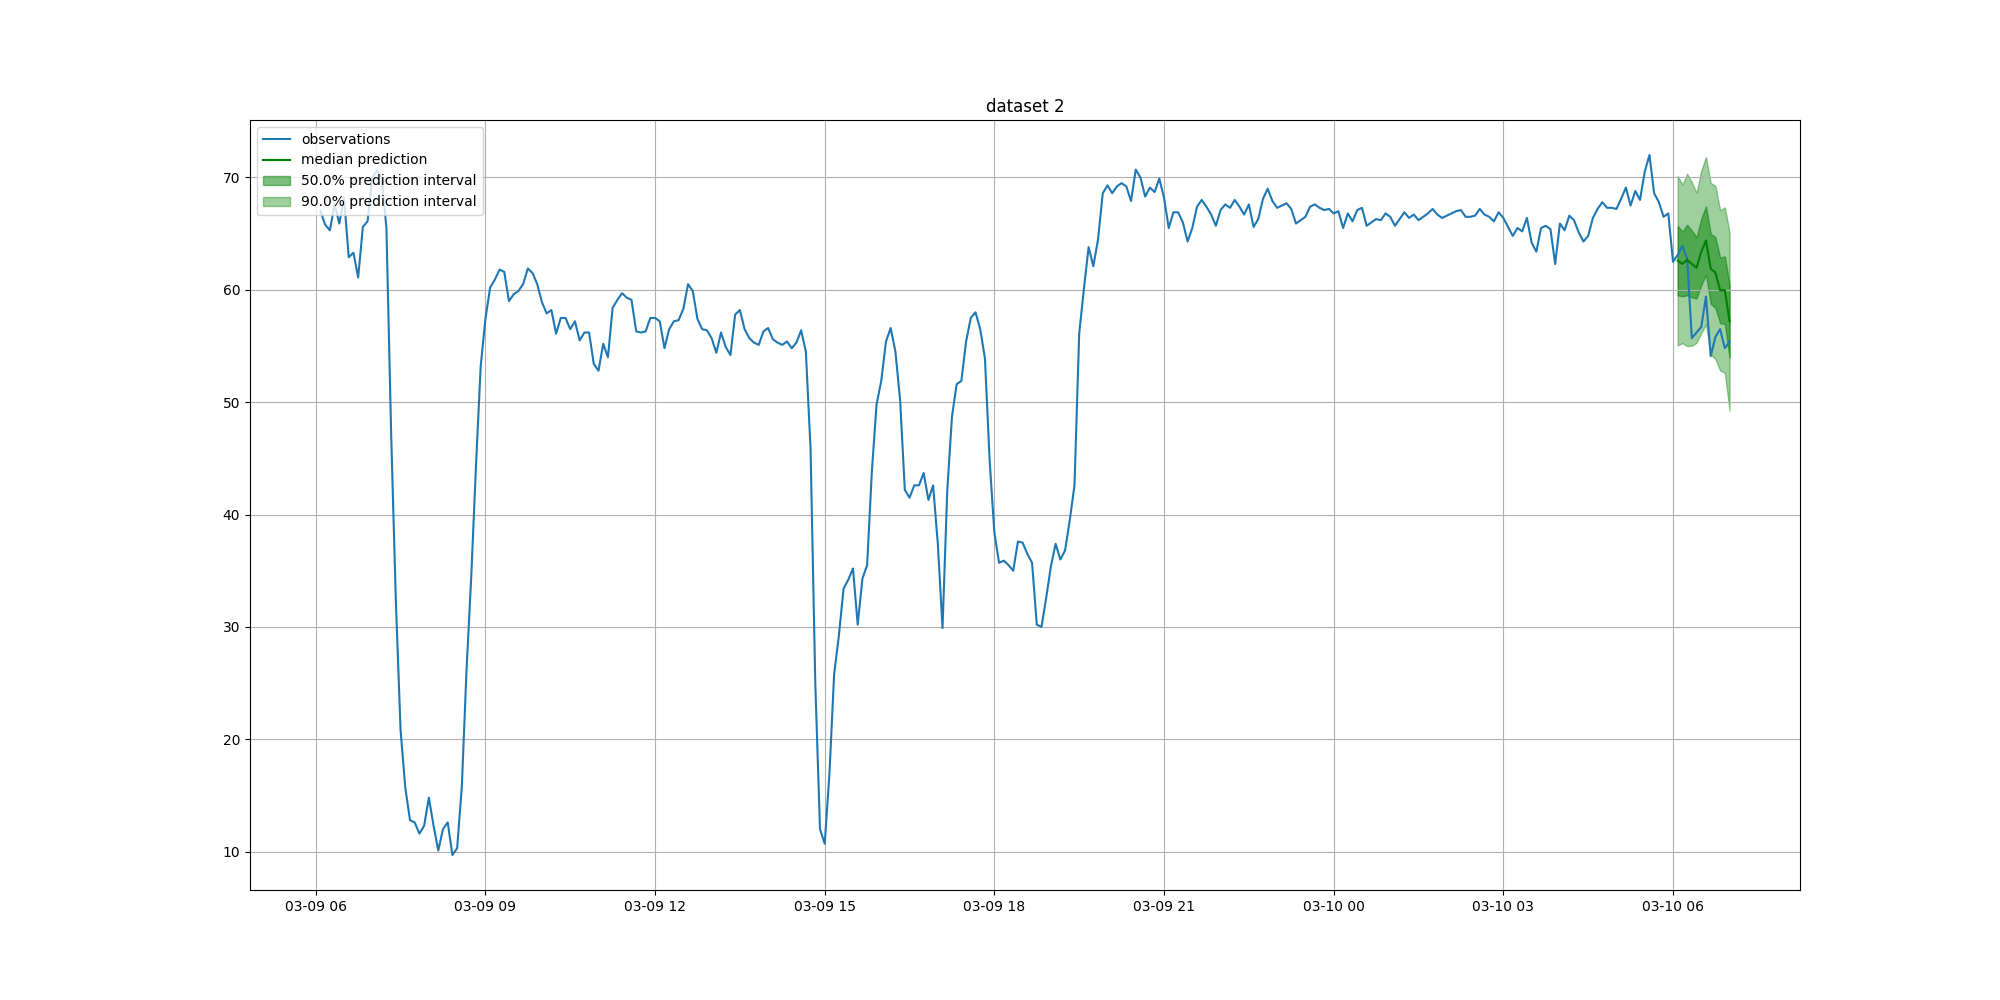 dataset 2
observations
median prediction
50.0% prediction interval
90.0% prediction interval
70
60
50
40
30
20
10
03-09 06 03-09 09 03-09 12 03-09 15 03-09 18 03-09 21 03-10 00 03-10 03 03-10 06